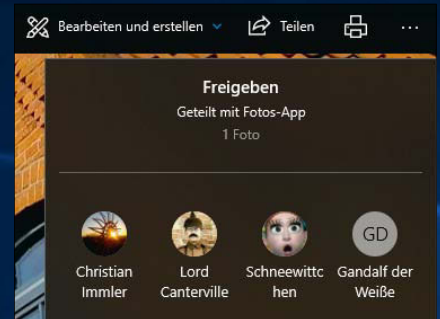 Bearbeiten und erstellen
Teilen
...
Freigeben
Geteilt mit Fotos-App
1 Foto
GD
Christian
Immler
Lord
Canterville
Schneewittc
hen
Gandalf der
Weiße